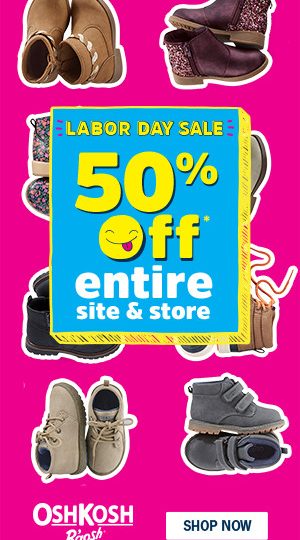 LABOR DAY SALE
50%
Off*
entire
site & store
OSHKOSH
B'gosh
SHOP NOW